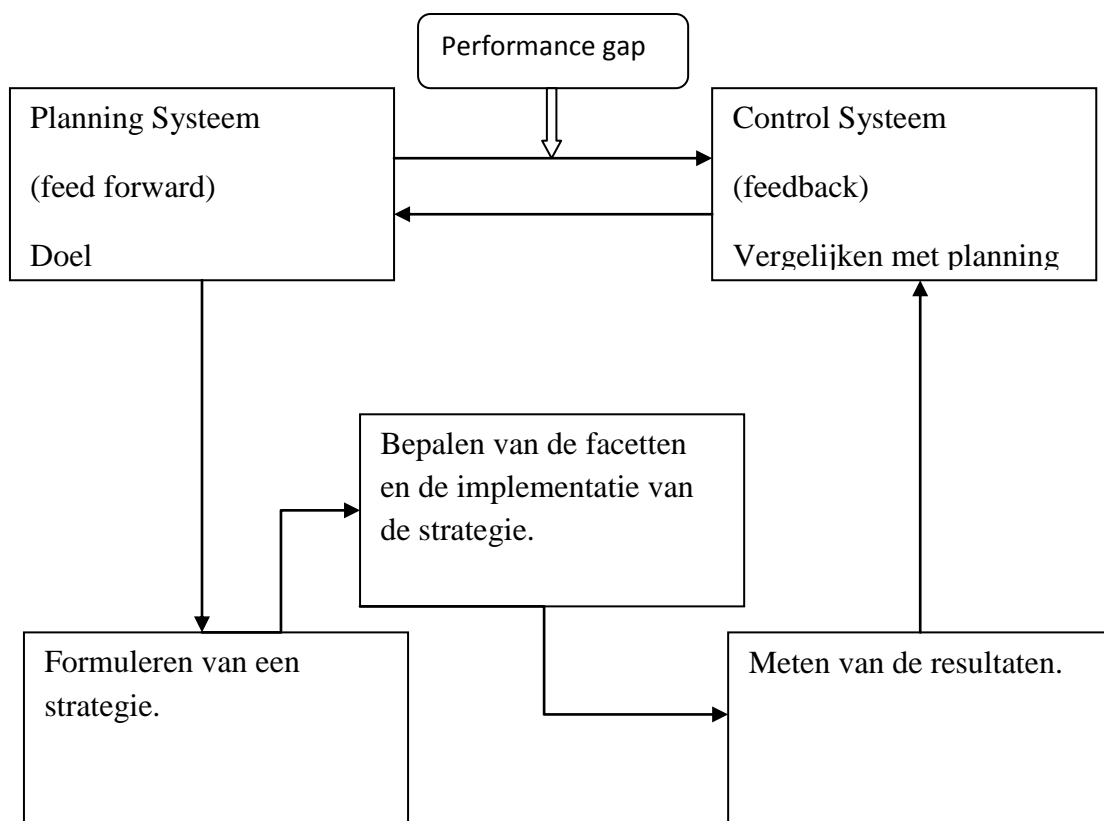 Performance gap
Planning Systeem
(feed forward)
Doel
Control Systeem
(feedback)
Vergelijken met planning
Bepalen van de facetten
en de implementatie van
de strategie.
Formuleren van een
strategie.
Meten van de resultaten.